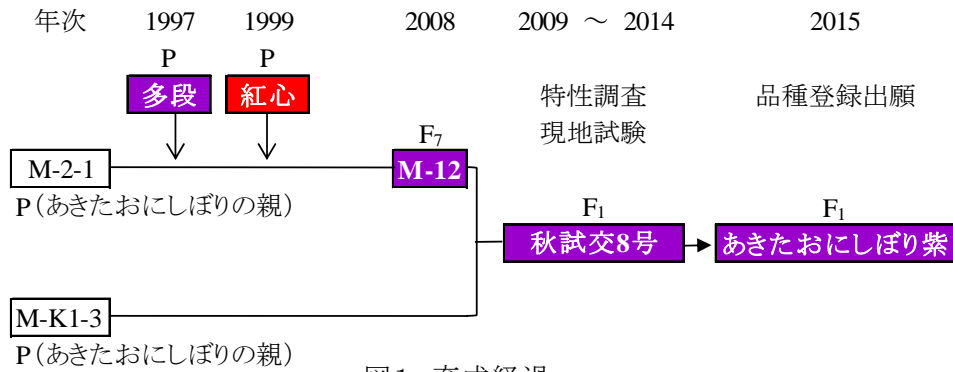 年次 1997 1999 2008 2009 ～ 2014 2015
P P
多段 紅心 特性調査 品種登録出願
現地試験
F7
M-2-1 M-12
P(あきたおにしぼりの親) F1 F1
秋試交8号 あきたおにしぼり紫
M-K1-3
P(あきたおにしぼりの親)